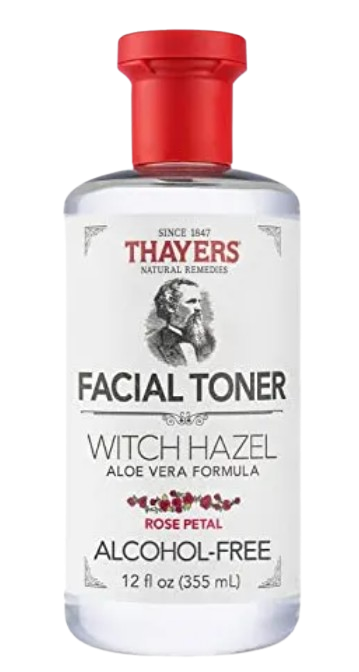 SINCE 1847
THAYERS
NATURAL REMEDIES
FACIAL TONER
WITCH HAZEL
ALOE VERA FORMULA
ROSE PETAL
ALCOHOL-FREE
12 fl oz (355 mL)